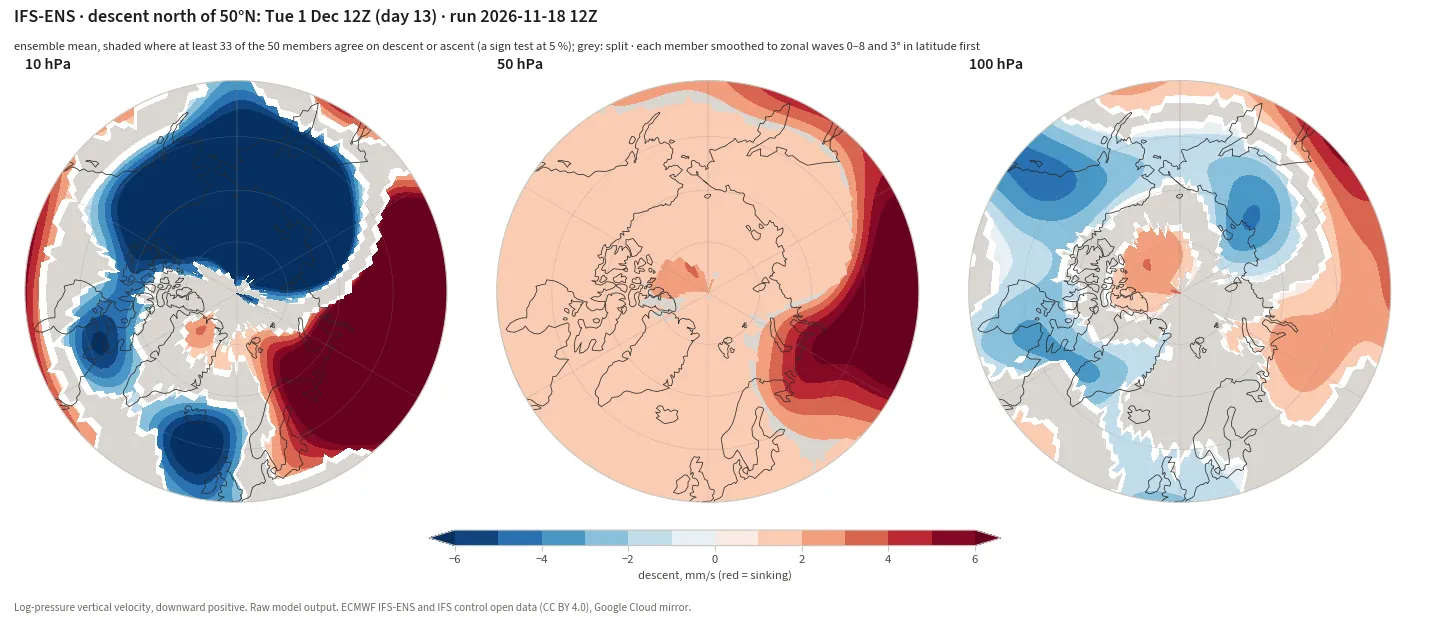 IFS-ENS · descent north of 50°N: Tue 1 Dec 12Z (day 13) · run 2026-11-18 12Z
ensemble mean, shaded where at least 33 of the 50 members agree on descent or ascent (a sign test at 5 %); grey: split · each member smoothed to zonal waves 0–8 and 3° in latitude first
10 hPa
50 hPa
100 hPa
−6 −4 −2 0 2 4 6
descent, mm/s (red = sinking)
Log-pressure vertical velocity, downward positive. Raw model output. ECMWF IFS-ENS and IFS control open data (CC BY 4.0), Google Cloud mirror.